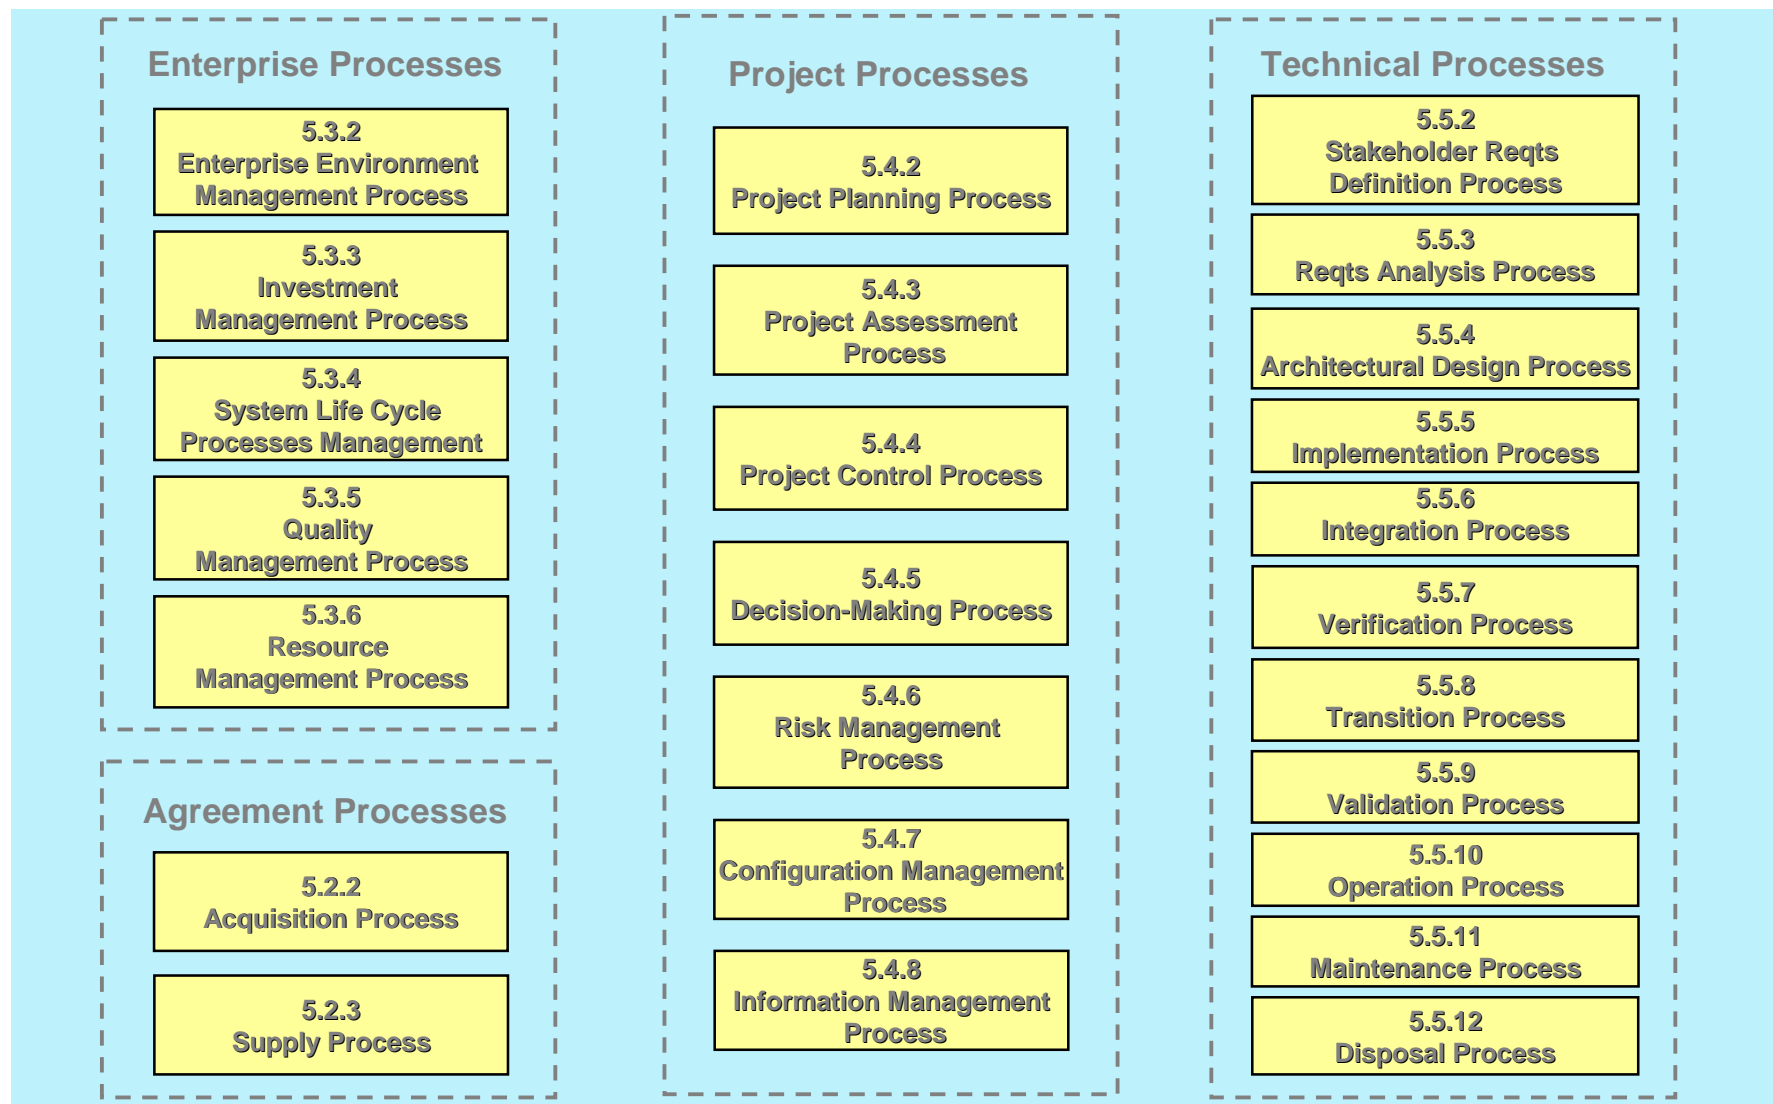 Enterprise Processes
5.3.2
Enterprise Environment
Management Process
5.3.3
Investment
Management Process
5.3.4
System Life Cycle
Processes Management
5.3.5
Quality
Management Process
5.3.6
Resource
Management Process
Agreement Processes
5.2.2
Acquisition Process
5.2.3
Supply Process
Project Processes
5.4.2
Project Planning Process
5.4.3
Project Assessment
Process
5.4.4
Project Control Process
5.4.5
Decision-Making Process
5.4.6
Risk Management
Process
5.4.7
Configuration Management
Process
5.4.8
Information Management
Process
Technical Processes
5.5.2
Stakeholder Reqts
Definition Process
5.5.3
Reqts Analysis Process
5.5.4
Architectural Design Process
5.5.5
Implementation Process
5.5.6
Integration Process
5.5.7
Verification Process
5.5.8
Transition Process
5.5.9
Validation Process
5.5.10
Operation Process
5.5.11
Maintenance Process
5.5.12
Disposal Process